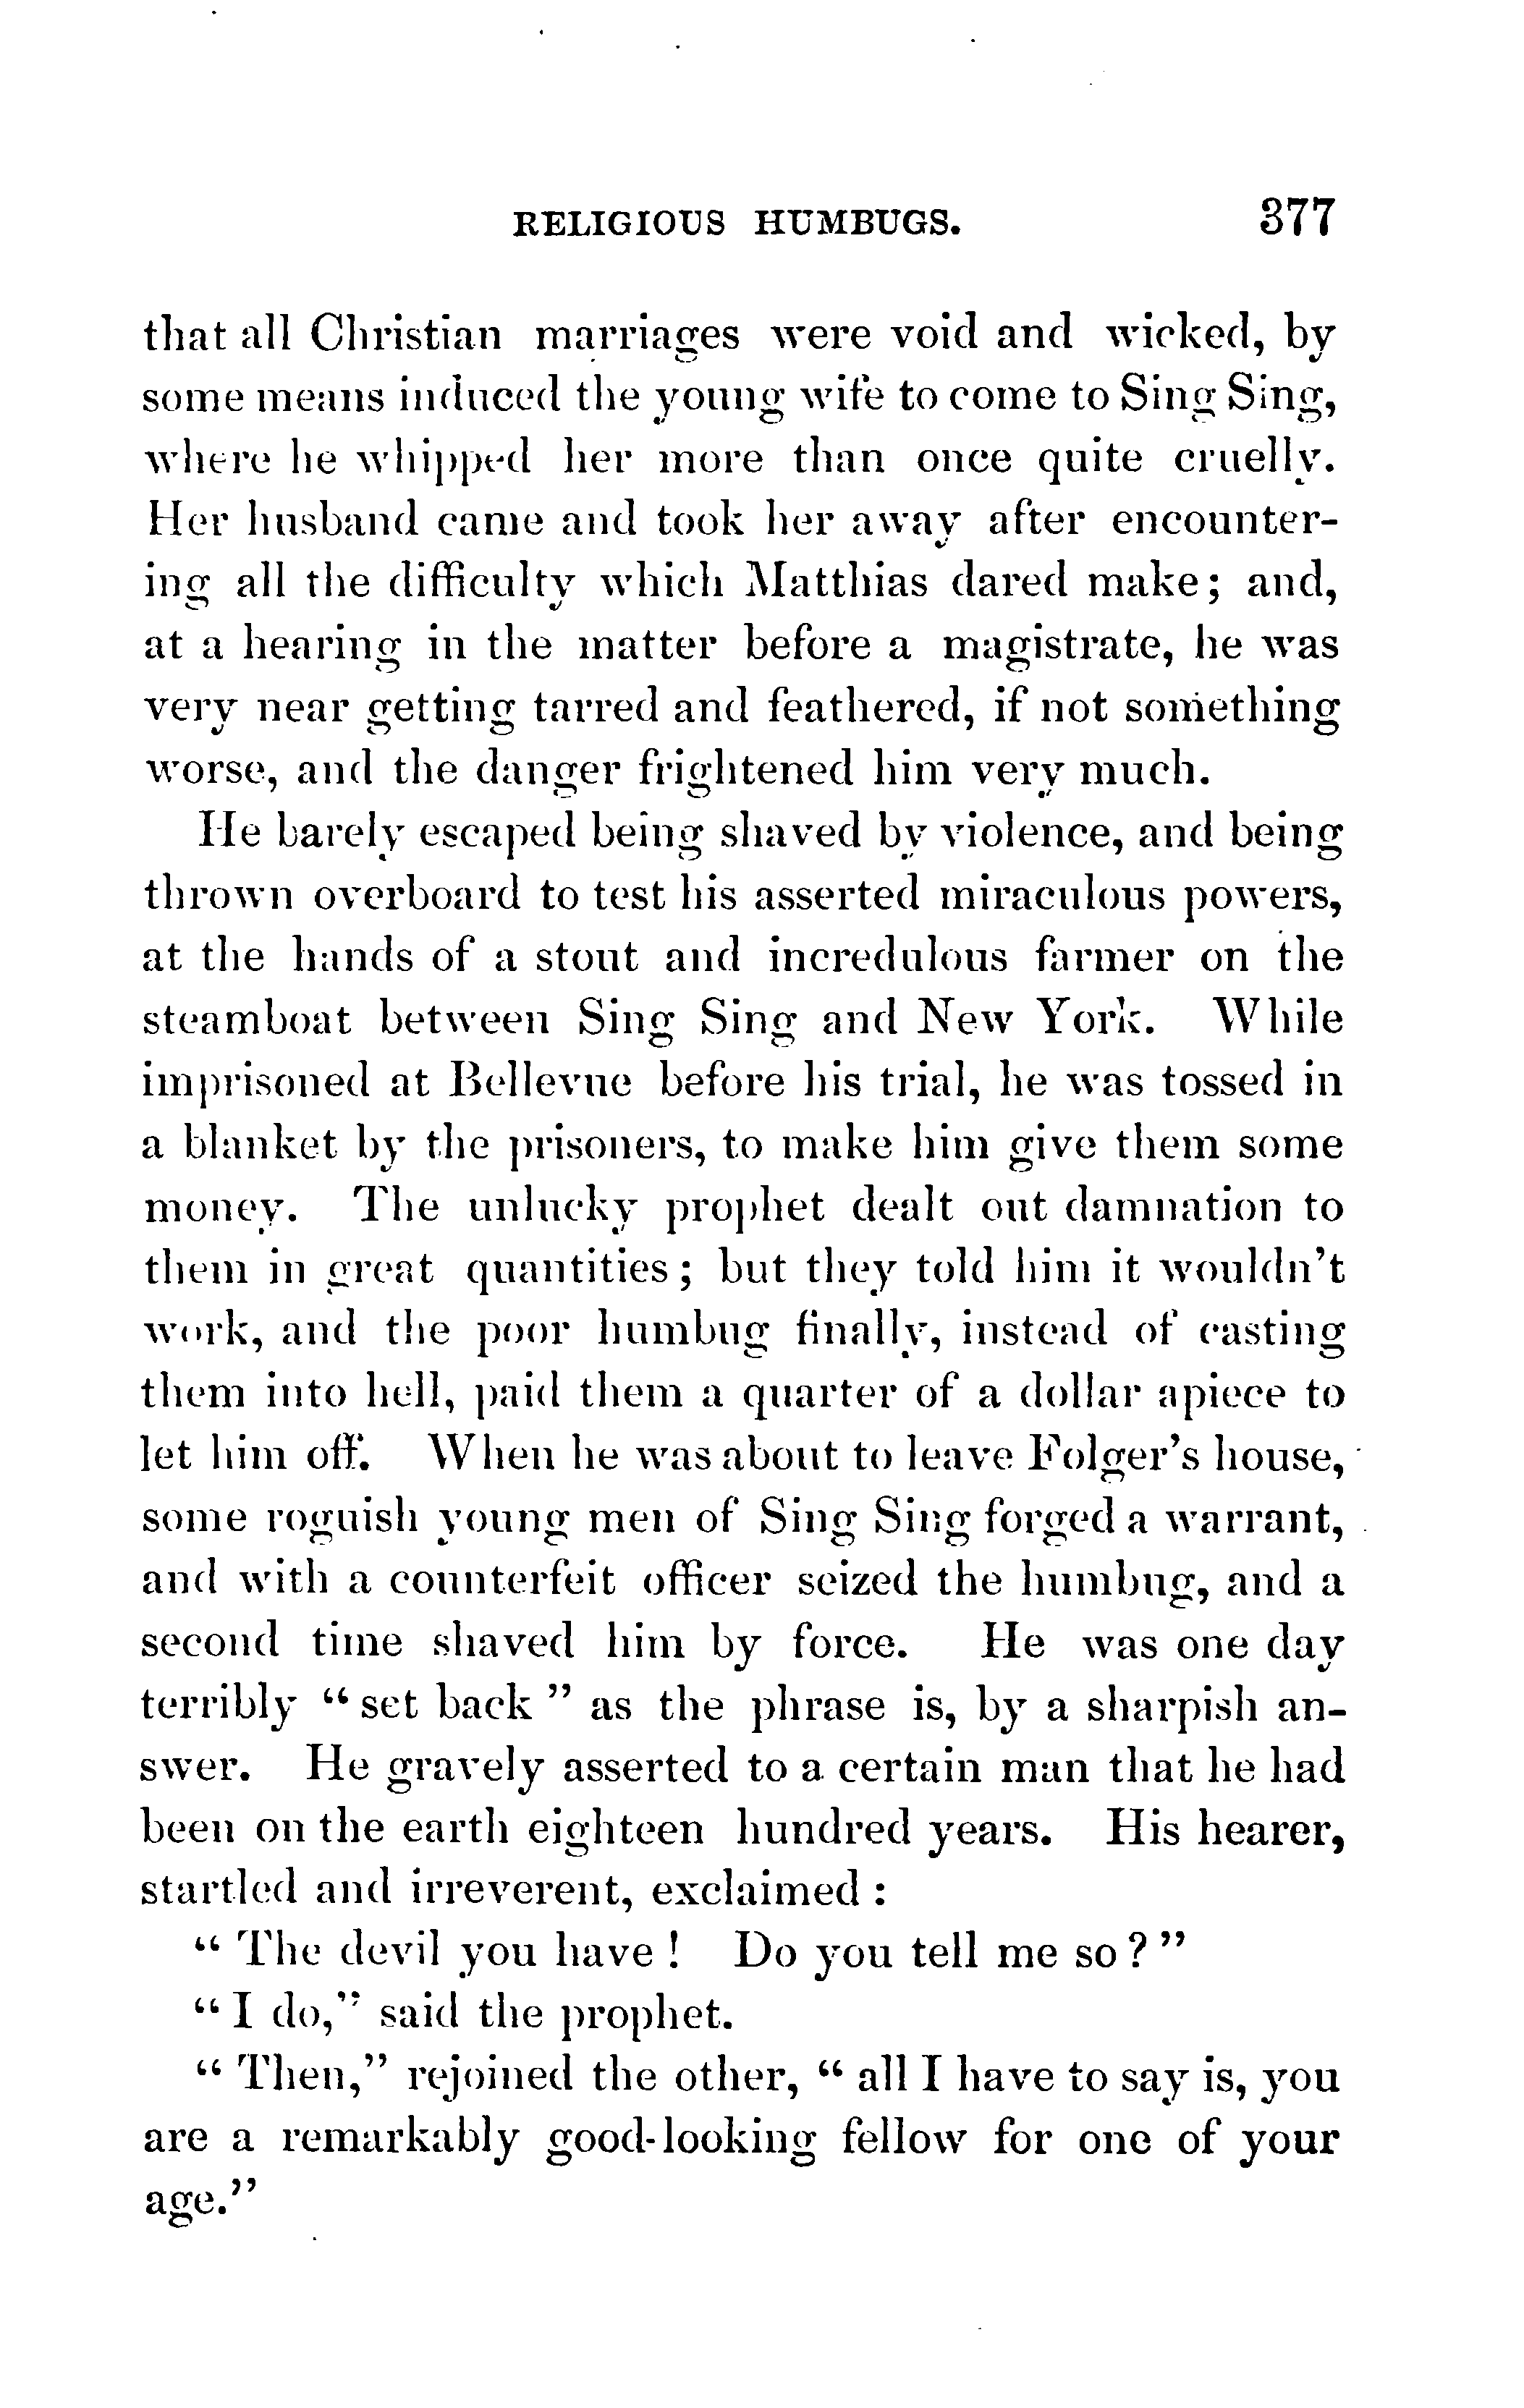 RELIGIOUS HUMBUGS. 377
that all Christian marriages were void and wicked, by
some means induced the young wife to come to Sing Sing,
where he whipped her more than once quite cruelly.
Her husband came and took her away after encounter-
ing all the difficulty which Matthias dared make; and,
at a hearing in the matter before a magistrate, he was
very near getting tarred and feathered, if not something
worse, and the danger frightened him very much.
He barely escaped being shaved by violence, and being
thrown overboard to test his asserted miraculous powers,
at the hands of a stout and incredulous farmer on the
steamboat between Sing Sing and New York. While
imprisoned at Bellevue before his trial, he was tossed in
a blanket by the prisoners, to make him give them some
money. The unlucky prophet dealt out damnation to
them in great quantities; but they told him it wouldn't
work, and the poor humbug finally, instead of casting
them into hell, paid them a quarter of a dollar apiece to
let him off. When he was about to leave Folger's house,
some roguish young men of Sing Sing forged a warrant,
and with a counterfeit officer seized the humbug, and a
second time shaved him by force. He was one day
terribly " set back " as the phrase is, by a sharpish an-
swer. He gravely asserted to a certain man that he had
been on the earth eighteen hundred years. His hearer,
startled and irreverent, exclaimed :
" The devil you have ! Do you tell me so ? "
" I do," said the prophet.
" Then," rejoined the other, " all I have to say is, you
are a remarkably good-looking fellow for one of your
age."